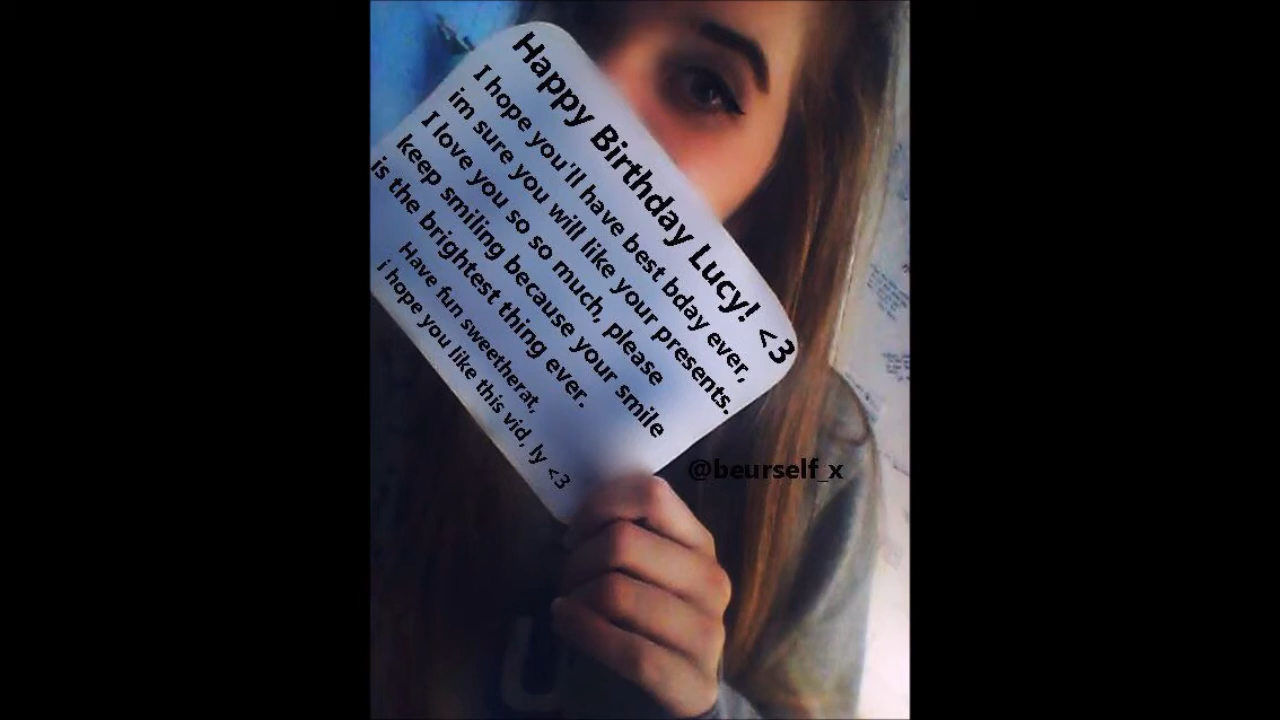 Happy Birthday Lucy! <3
I hope you'll have best bday ever,
im sure you will like your presents.
I love you so so much, please
keep smiling because your smile
is the brightest thing ever.
Have fun sweetherat,
i hope you like this vid, ly <3
@beurself_x